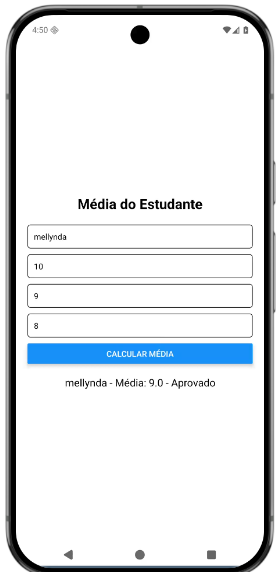 4:50
Média do Estudante
mellynda
10
9
8
CALCULAR MÉDIA
mellynda - Média: 9.0 - Aprovado